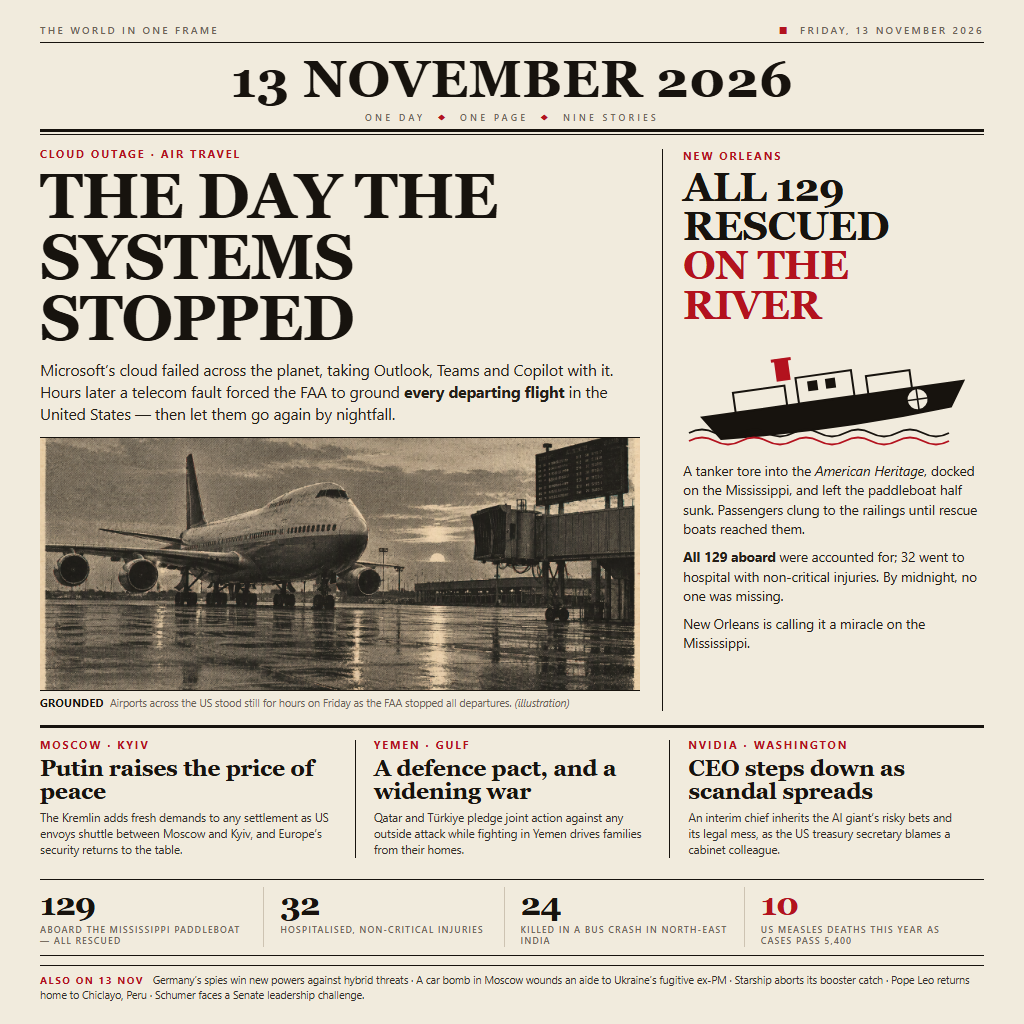 THE WORLD IN ONE FRAME
FRIDAY, 13 NOVEMBER 2026
13 NOVEMBER 2026
ONE DAY ◆ ONE PAGE ◆ NINE STORIES
CLOUD OUTAGE · AIR TRAVEL
THE DAY THE
SYSTEMS
STOPPED
Microsoft's cloud failed across the planet, taking Outlook, Teams and Copilot with it.
Hours later a telecom fault forced the FAA to ground every departing flight in the
United States — then let them go again by nightfall.
GROUNDED Airports across the US stood still for hours on Friday as the FAA stopped all departures. (illustration)
NEW ORLEANS
ALL 129
RESCUED
ON THE
RIVER
A tanker tore into the American Heritage, docked
on the Mississippi, and left the paddleboat half
sunk. Passengers clung to the railings until rescue
boats reached them.
All 129 aboard were accounted for; 32 went to
hospital with non-critical injuries. By midnight, no
one was missing.
New Orleans is calling it a miracle on the
Mississippi.
MOSCOW · KYIV
Putin raises the price of
peace
The Kremlin adds fresh demands to any settlement as US
envoys shuttle between Moscow and Kyiv, and Europe's
security returns to the table.
YEMEN · GULF
A defence pact, and a
widening war
Qatar and Türkiye pledge joint action against any
outside attack while fighting in Yemen drives families
from their homes.
NVIDIA · WASHINGTON
CEO steps down as
scandal spreads
An interim chief inherits the AI giant's risky bets and
its legal mess, as the US treasury secretary blames a
cabinet colleague.
129
ABOARD THE MISSISSIPPI PADDLEBOAT
— ALL RESCUED
32
HOSPITALISED, NON-CRITICAL INJURIES
24
KILLED IN A BUS CRASH IN NORTH-EAST
INDIA
10
US MEASLES DEATHS THIS YEAR AS
CASES PASS 5,400
ALSO ON 13 NOV Germany's spies win new powers against hybrid threats · A car bomb in Moscow wounds an aide to Ukraine's fugitive ex-PM · Starship aborts its booster catch · Pope Leo returns
home to Chiclayo, Peru · Schumer faces a Senate leadership challenge.